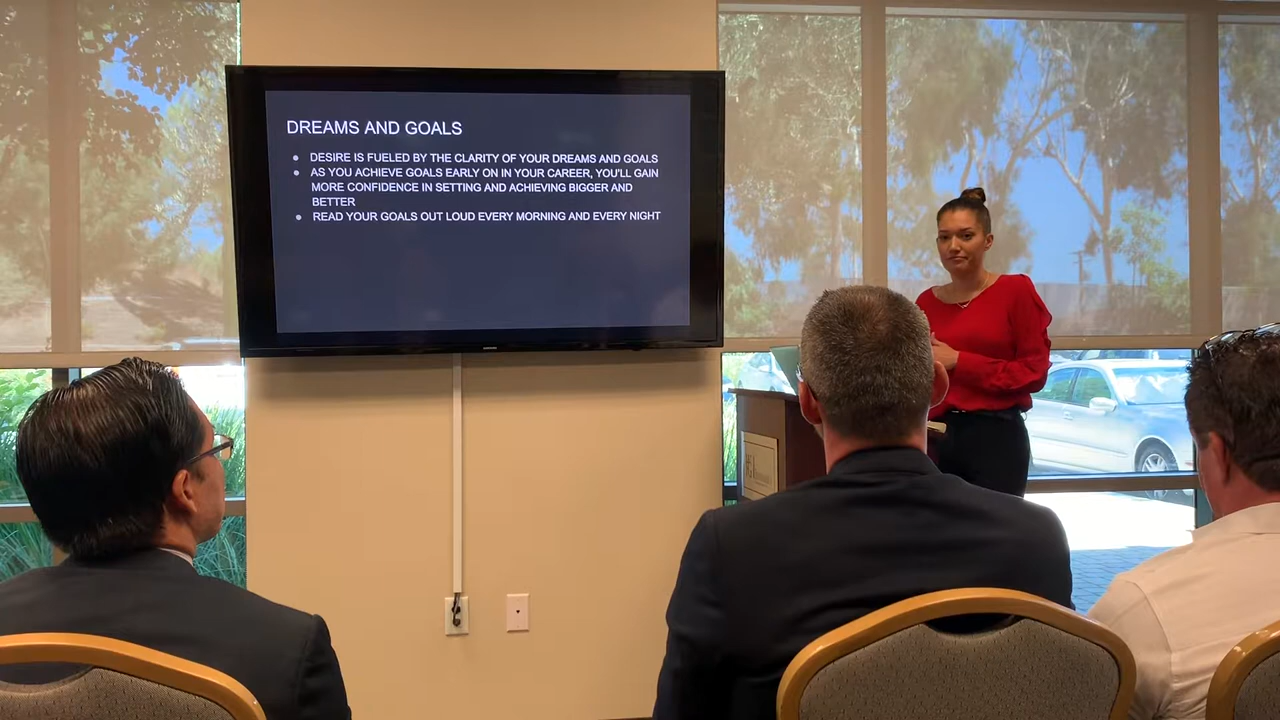 DREAMS AND GOALS
● DESIRE IS FUELED BY THE CLARITY OF YOUR DREAMS AND GOALS
● AS YOU ACHIEVE GOALS EARLY ON IN YOUR CAREER, YOU'LL GAIN
MORE CONFIDENCE IN SETTING AND ACHIEVING BIGGER AND
BETTER
● READ YOUR GOALS OUT LOUD EVERY MORNING AND EVERY NIGHT